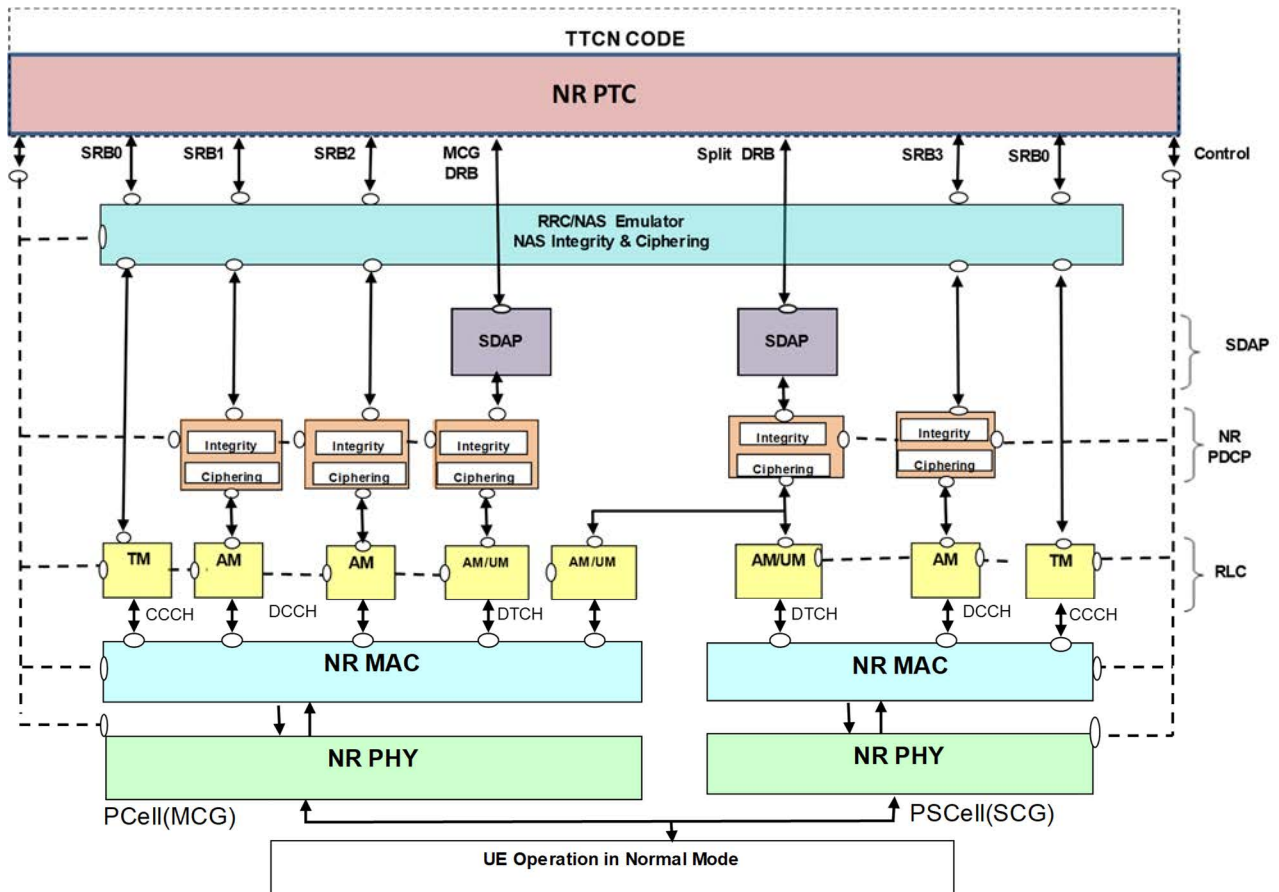 TTCN CODE
NR PTC
SRB0
SRB1
SRB2
MCG
DRB
Split DRB
SRB3
SRB0
Control
RRC/NAS Emulator
NAS Integrity & Ciphering
SDAP
SDAP
SDAP
Integrity
Ciphering
Integrity
Ciphering
Integrity
Ciphering
Integrity
Ciphering
Integrity
Ciphering
NR
PDCP
TM
AM
AM
AM/UM
AM/UM
AM/UM
AM
TM
RLC
CCCH
DCCH
DTCH
DTCH
DCCH
CCCH
NR MAC
NR MAC
NR PHY
NR PHY
PCell(MCG)
PSCell(SCG)
UE Operation in Normal Mode